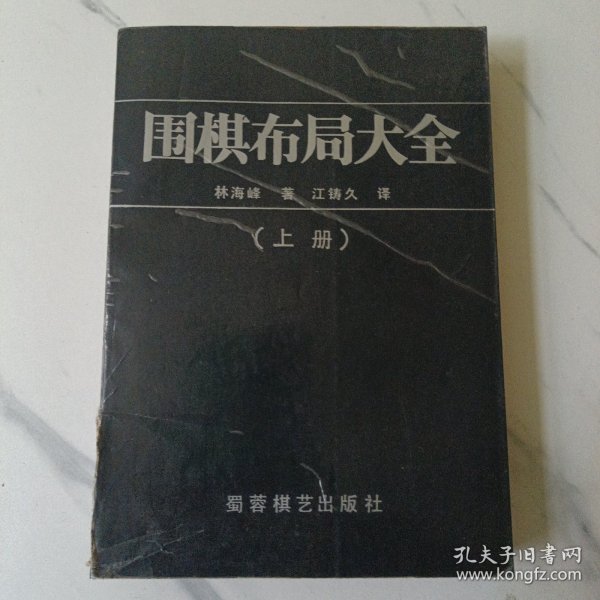 围棋布局大全
林海峰 著 江铸久 译
（上册）
蜀蓉棋艺出版社
孔夫子旧书网
www.kongfz.com